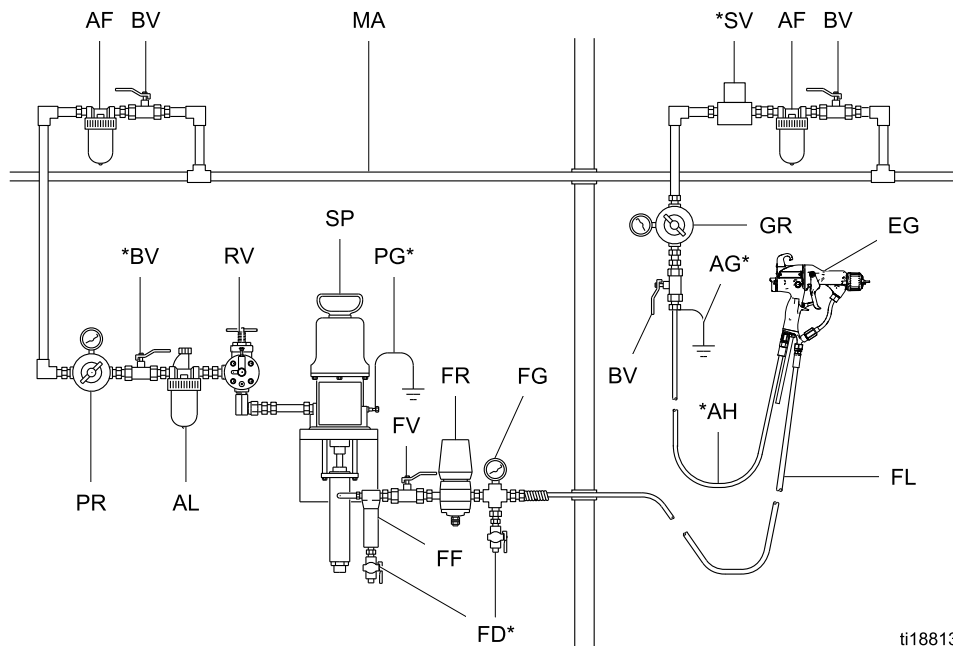 AF BV MA *SV AF BV
SP
*BV RV PG* GR EG
AG*
FR FG BV
FV *AH
PR AL FL
FF
FD*
ti18813